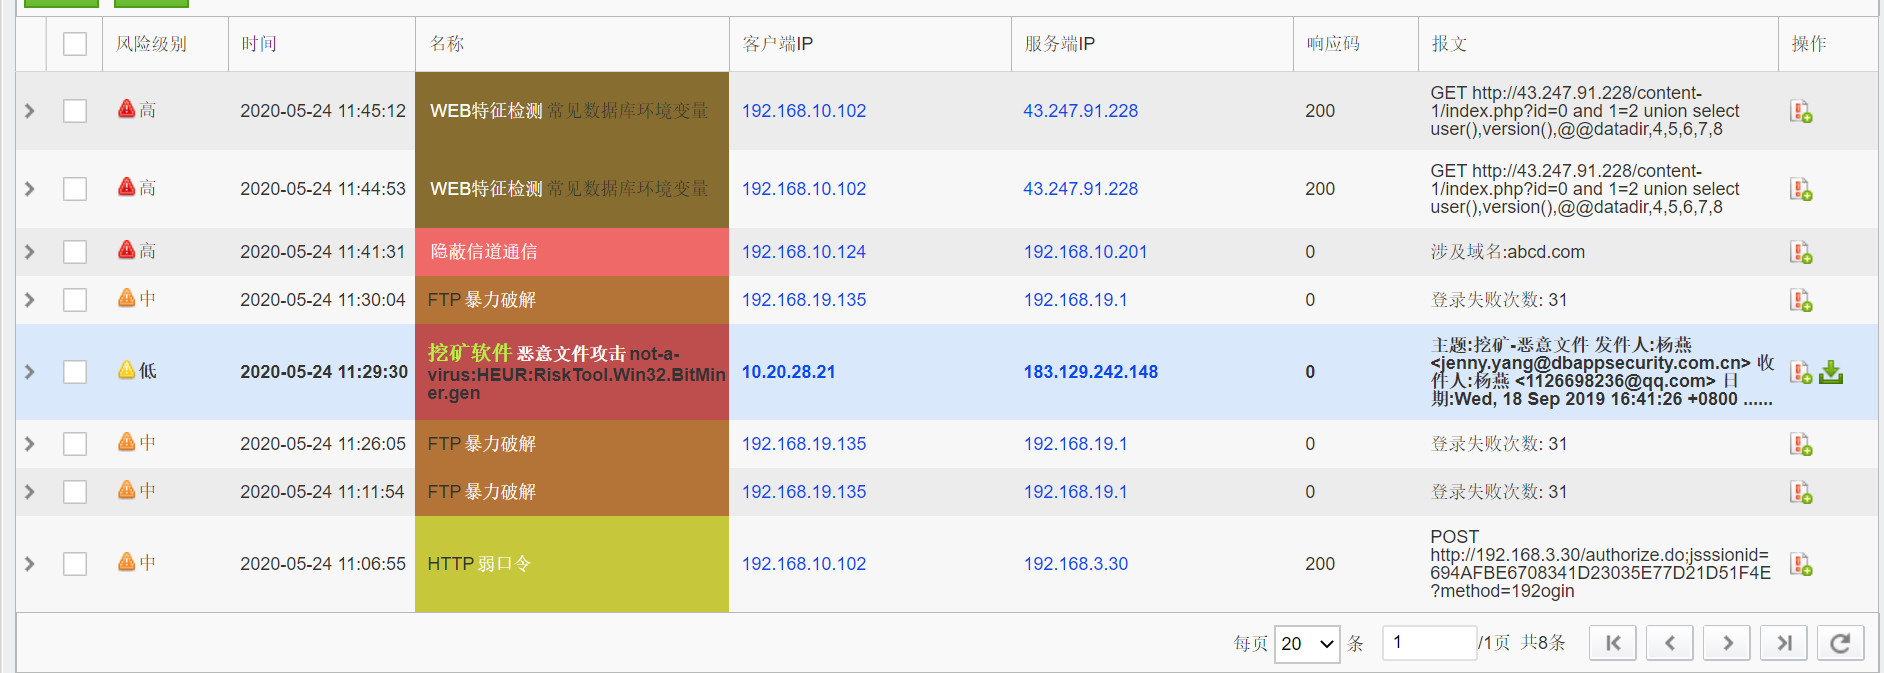 风险级别 时间 名称 客户端IP 服务端IP 响应码 报文 操作
高 2020-05-24 11:45:12 WEB特征检测 常见数据库环境变量 192.168.10.102 43.247.91.228 200 GET http://43.247.91.228/content-
1/index.php?id=0 and 1=2 union select
user(),version(),@@datadir,4,5,6,7,8
高 2020-05-24 11:44:53 WEB特征检测 常见数据库环境变量 192.168.10.102 43.247.91.228 200 GET http://43.247.91.228/content-
1/index.php?id=0 and 1=2 union select
user(),version(),@@datadir,4,5,6,7,8
高 2020-05-24 11:41:31 隐蔽信道通信 192.168.10.124 192.168.10.201 0 涉及域名:abcd.com
中 2020-05-24 11:30:04 FTP 暴力破解 192.168.19.135 192.168.19.1 0 登录失败次数: 31
低 2020-05-24 11:29:30 挖矿软件 恶意文件攻击 not-a-
virus:HEUR:RiskTool.Win32.BitMin
er.gen 10.20.28.21 183.129.242.148 0 主题:挖矿-恶意文件 发件人:杨燕
<jenny.yang@dbappsecurity.com.cn> 收
件人:杨燕 <1126698236@qq.com> 日
期:Wed, 18 Sep 2019 16:41:26 +0800 ......
中 2020-05-24 11:26:05 FTP 暴力破解 192.168.19.135 192.168.19.1 0 登录失败次数: 31
中 2020-05-24 11:11:54 FTP 暴力破解 192.168.19.135 192.168.19.1 0 登录失败次数: 31
中 2020-05-24 11:06:55 HTTP 弱口令 192.168.10.102 192.168.3.30 200 POST
http://192.168.3.30/authorize.do;jsssionid=
694AFBE6708341D23035E77D21D51F4E
?method=192ogin
每页 20 条 1 /1页 共8条